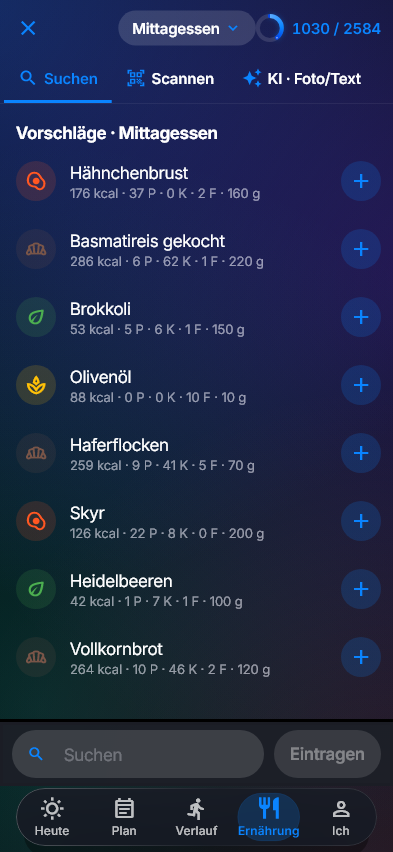 Mittagessen
1030 / 2584
Suchen
Scannen
KI · Foto/Text
Vorschläge · Mittagessen
Hähnchenbrust
176 kcal · 37 P · 0 K · 2 F · 160 g
Basmatireis gekocht
286 kcal · 6 P · 62 K · 1 F · 220 g
Brokkoli
53 kcal · 5 P · 6 K · 1 F · 150 g
Olivenöl
88 kcal · 0 P · 0 K · 10 F · 10 g
Haferflocken
259 kcal · 9 P · 41 K · 5 F · 70 g
Skyr
126 kcal · 22 P · 8 K · 0 F · 200 g
Heidelbeeren
42 kcal · 1 P · 7 K · 1 F · 100 g
Vollkornbrot
264 kcal · 10 P · 46 K · 2 F · 120 g
Suchen
Eintragen
Heute
Plan
Verlauf
Ernährung
Ich